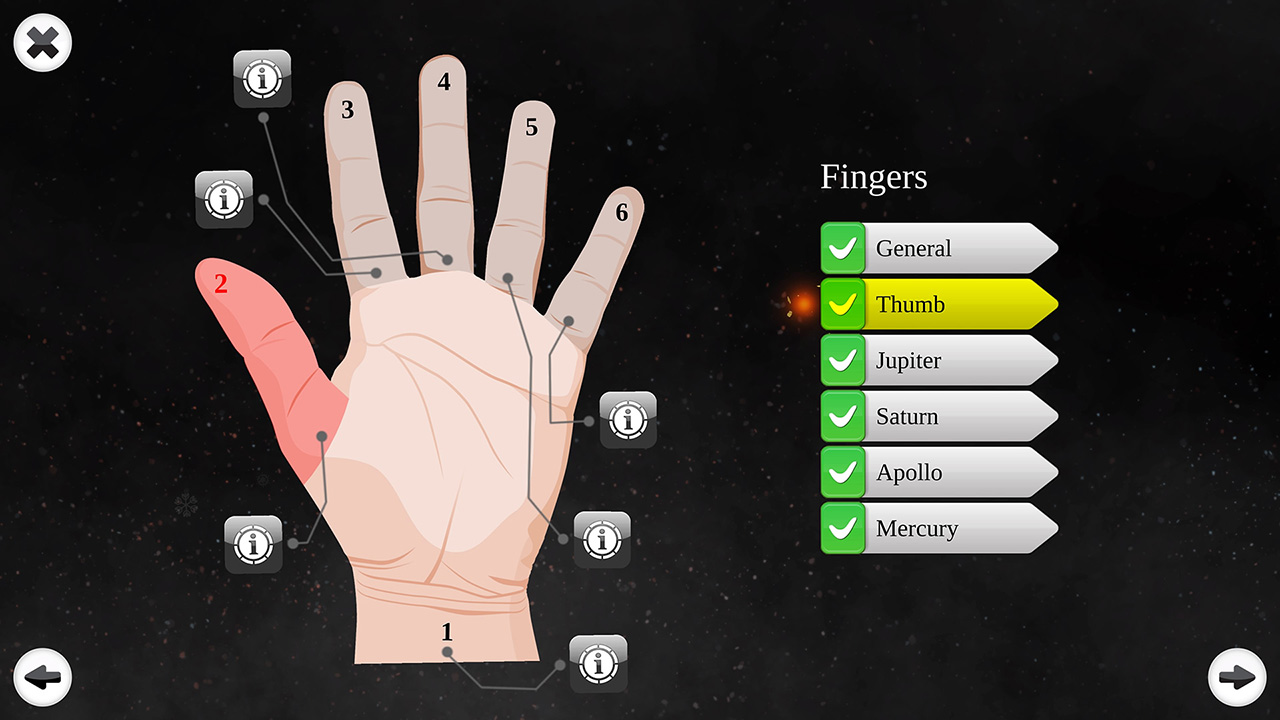 4
3
5
Fingers
6
General
2
Thumb
Jupiter
Saturn
Apollo
Mercury
1